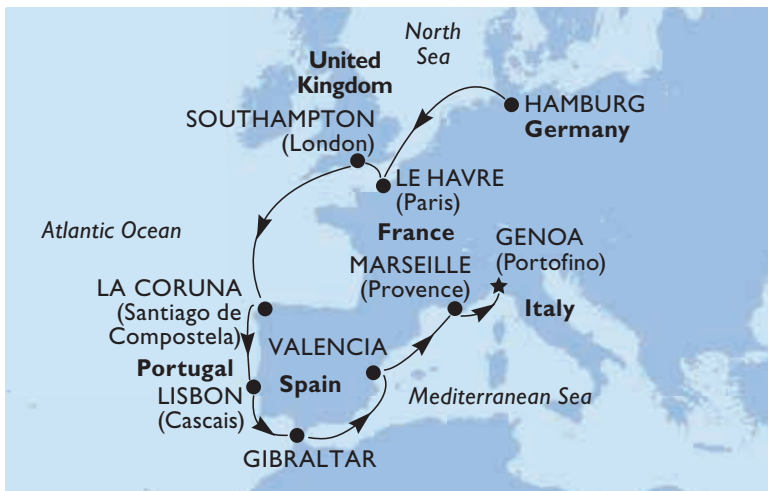 North
Sea
United
Kingdom
HAMBURG
Germany
SOUTHAMPTON
(London)
LE HAVRE
(Paris)
Atlantic Ocean
France
GENOA
(Portofino)
MARSEILLE
(Provence)
LA CORUNA
(Santiago de
Compostela)
Italy
VALENCIA
Portugal
Spain
LISBON
(Cascais)
Mediterranean Sea
GIBRALTAR